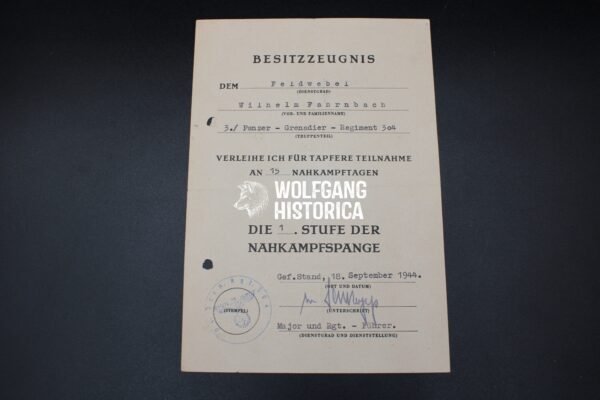 BESITZZEUGNIS
DEM Feldwebel
(DIENSTGRAD)
Wilhelm Fahrnbach
(VOR- UND FAMILIENNAME)
3./ Panzer - Grenadier - Regiment 304
(TRUPPENTEIL)
VERLEIHE ICH FÜR TAPFERE TEILNAHME
AN 15 NAHKAMPFTAGEN
WOLFGANG
HISTORICA
DIE 1. STUFE DER
NAHKAMPFSPANGE
Gef.Stand, 18. September 1944.
(ORT UND DATUM)
(STEMPEL)
(UNTERSCHRIFT)
Major und Rgt. - Führer.
(DIENSTGRAD UND DIENSTSTELLUNG)